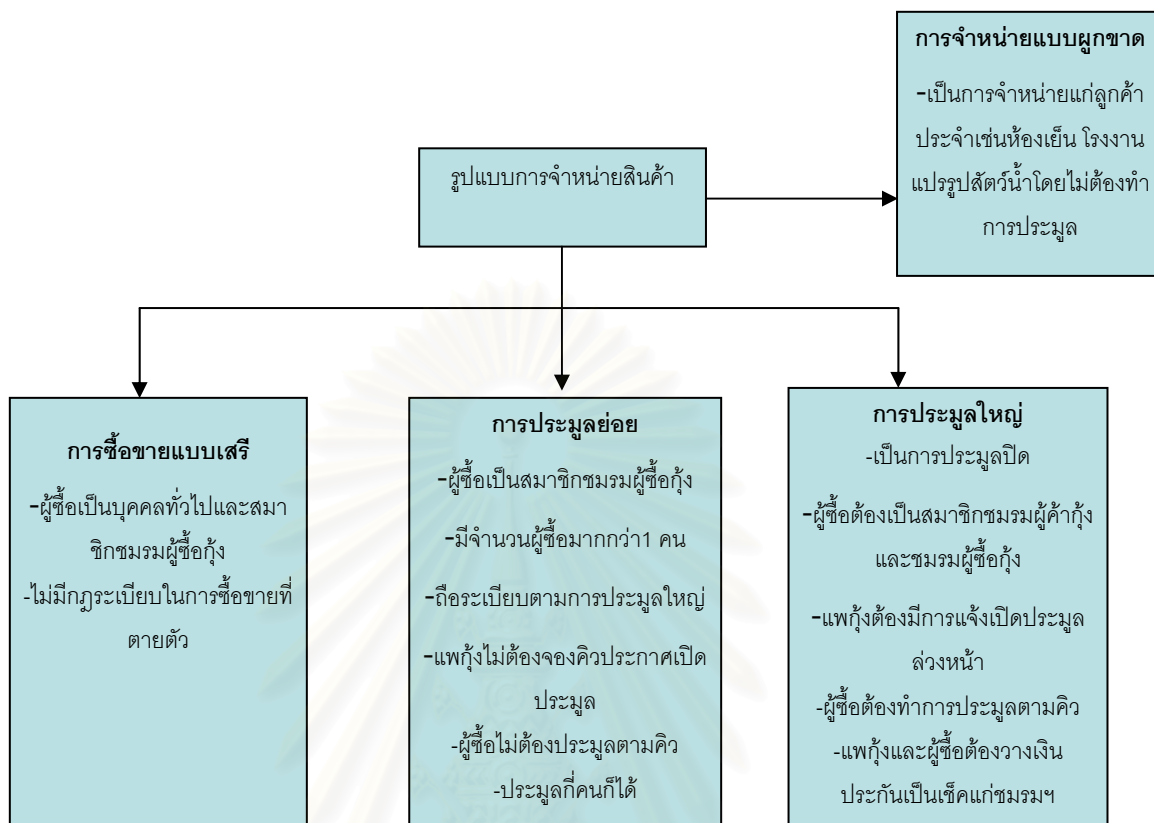 การจำหน่ายแบบผูกขาด
-เป็นการจำหน่ายแก่ลูกค้า
ประจำเช่นห้องเย็น โรงงาน
แปรรูปสัตว์น้ำโดยไม่ต้องทำ
การประมูล
รูปแบบการจำหน่ายสินค้า
การซื้อขายแบบเสรี
-ผู้ซื้อเป็นบุคคลทั่วไปและสมา
ชิกชมรมผู้ซื้อกุ้ง
-ไม่มีกฎระเบียบในการซื้อขายที่
ตายตัว
การประมูลย่อย
-ผู้ซื้อเป็นสมาชิกชมรมผู้ซื้อกุ้ง
-มีจำนวนผู้ซื้อมากกว่า1 คน
-ถือระเบียบตามการประมูลใหญ่
-แพกุ้งไม่ต้องจองคิวประกาศเปิด
ประมูล
-ผู้ซื้อไม่ต้องประมูลตามคิว
-ประมูลกี่คนก็ได้
การประมูลใหญ่
-เป็นการประมูลปิด
-ผู้ซื้อต้องเป็นสมาชิกชมรมผู้ค้ากุ้ง
และชมรมผู้ซื้อกุ้ง
-แพกุ้งต้องมีการแจ้งเปิดประมูล
ล่วงหน้า
-ผู้ซื้อต้องทำการประมูลตามคิว
-แพกุ้งและผู้ซื้อต้องวางเงิน
ประกันเป็นเช็คแก่ชมรมฯ